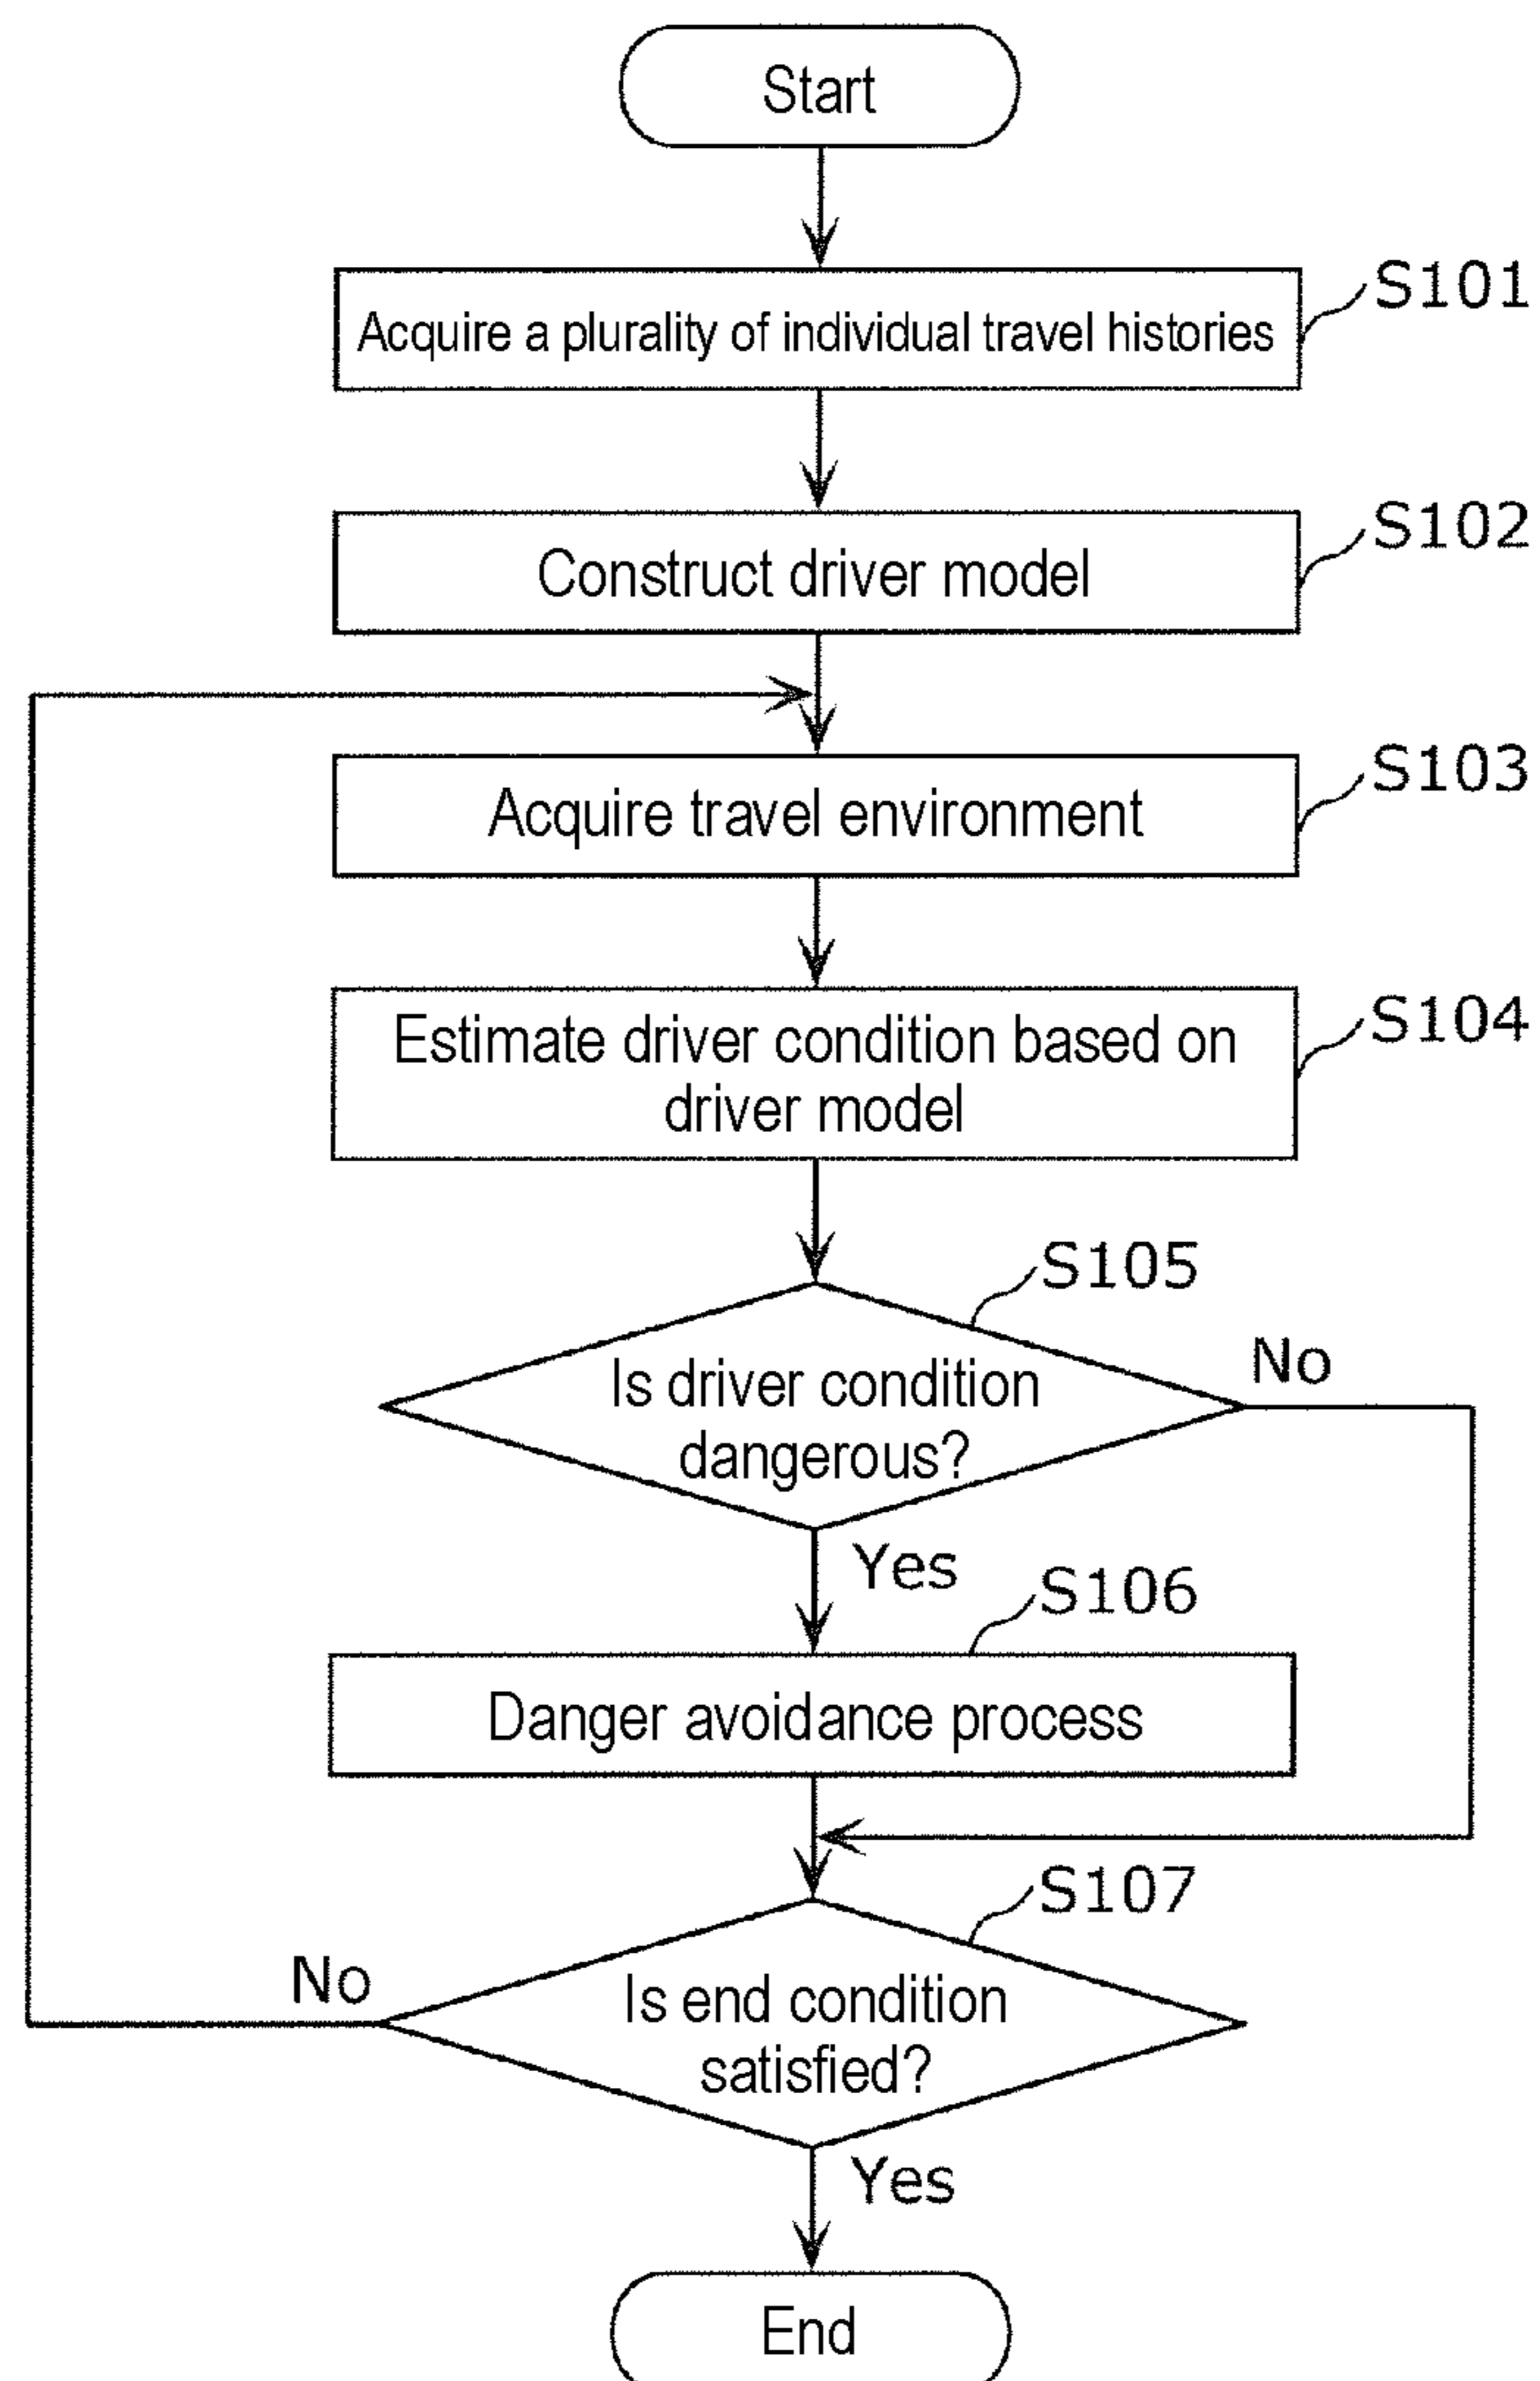 Start
S101
Acquire a plurality of individual travel histories
S102
Construct driver model
S103
Acquire travel environment
S104
Estimate driver condition based on
driver model
S105
Is driver condition
dangerous?
No
Yes
S106
Danger avoidance process
S107
Is end condition
satisfied?
No
Yes
End